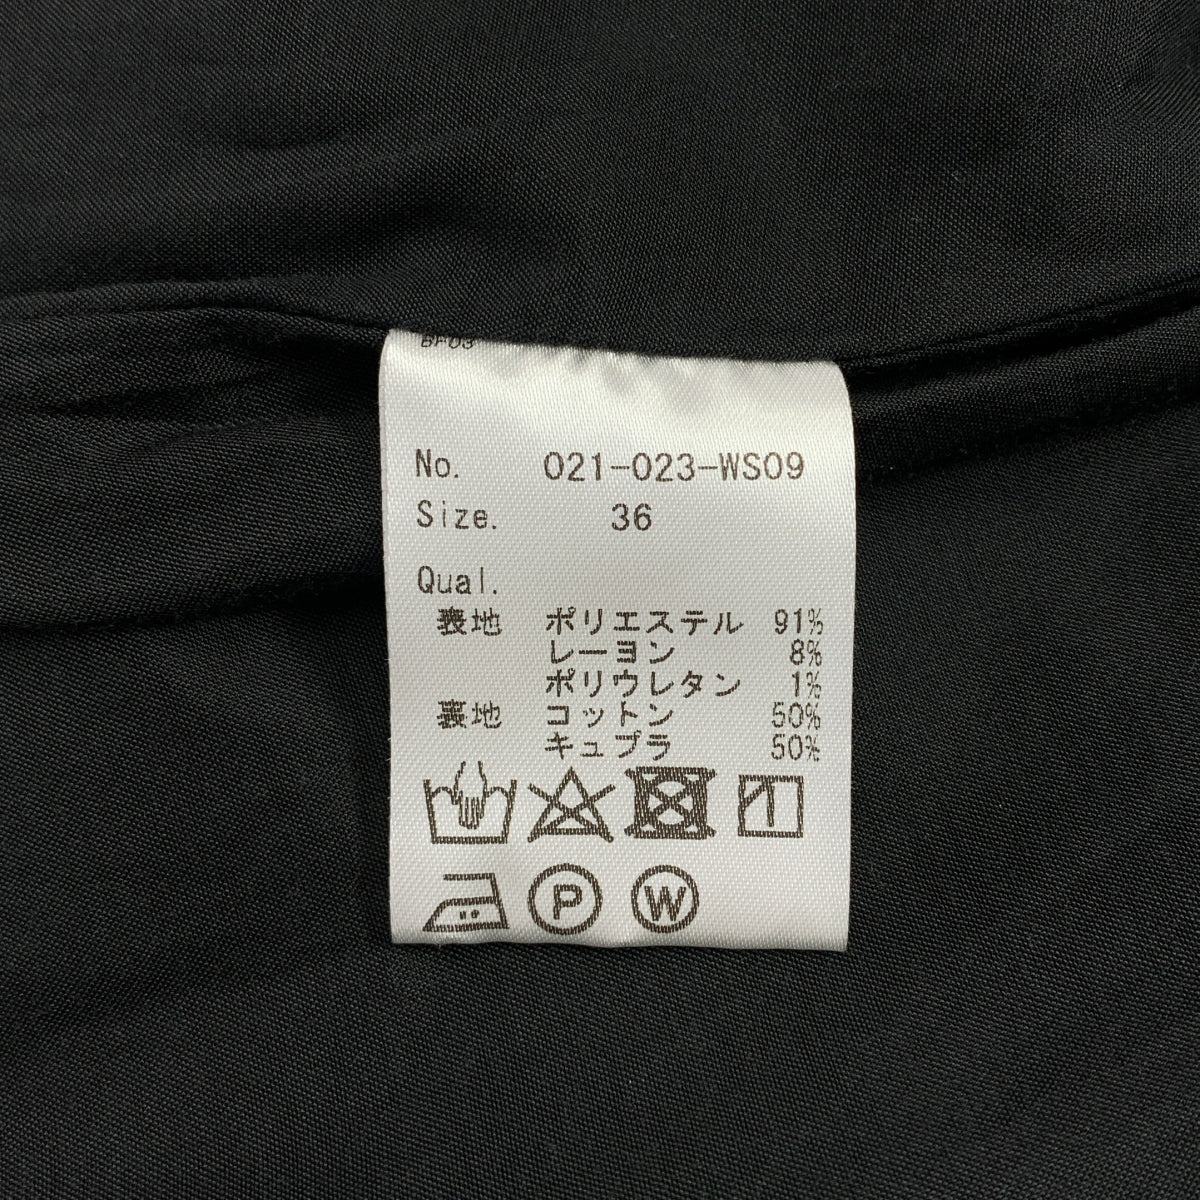 BF03
No. 021-023-WS09
Size. 36
Qual.
表地 ポリエステル 91%
レーヨン 8%
ポリウレタン 1%
裏地 コットン 50%
キュプラ 50%
P W